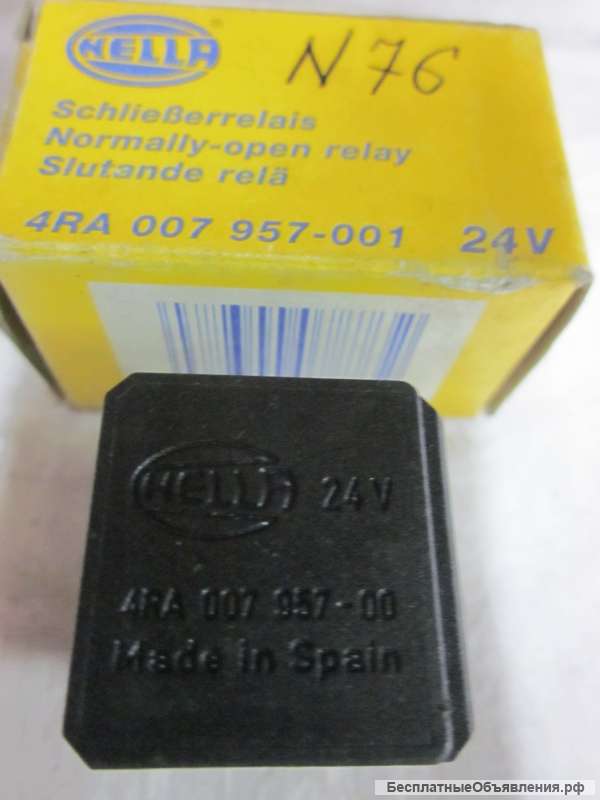 HELLA
N76
Schließerrelais
Normally-open relay
Slutande relä
4RA 007 957-001 24V
HELLA 24V
4RA 007 957-00
Made in Spain
БесплатныеОбъявления.рф